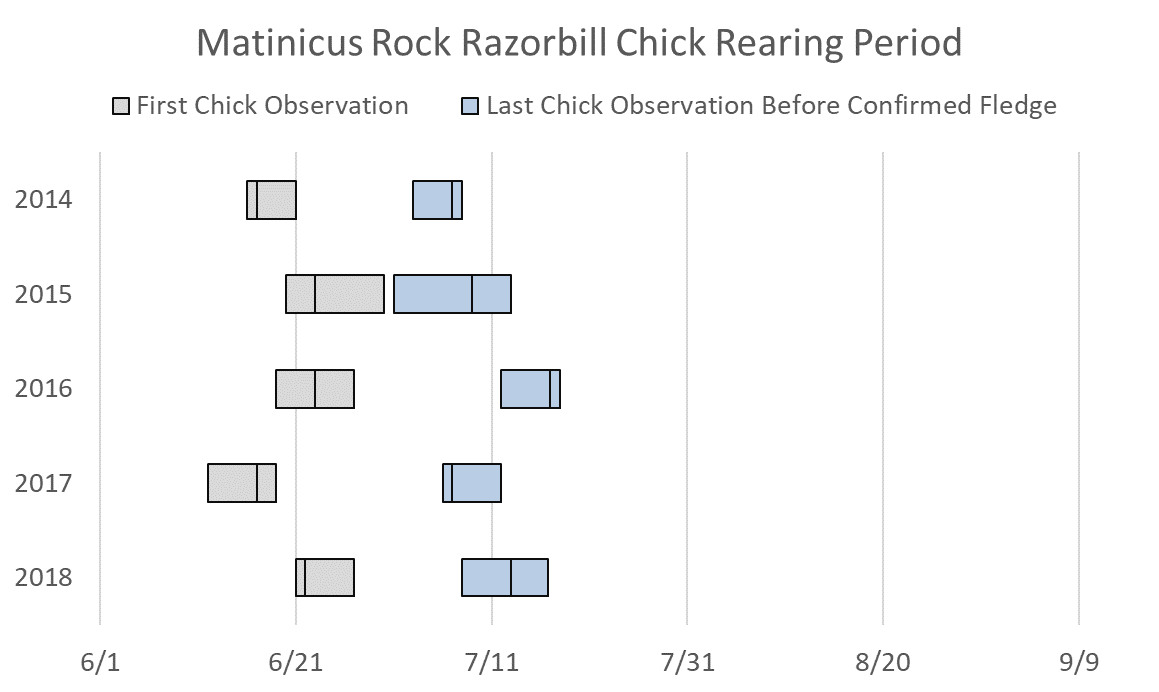 Matinicus Rock Razorbill Chick Rearing Period
First Chick Observation Last Chick Observation Before Confirmed Fledge
2014
2015
2016
2017
2018
6/1 6/21 7/11 7/31 8/20 9/9